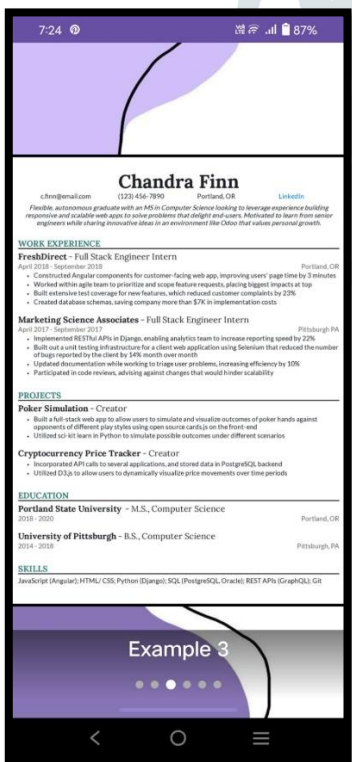 7:24
87%
Chandra Finn
c.finn@email.com (123) 456-7890 Portland, OR LinkedIn
Flexible, autonomous graduate with an MS in Computer Science looking to leverage experience building
responsive and scalable web apps to solve problems that delight end-users. Motivated to learn from senior
engineers while sharing innovative ideas in an environment like Odoo that values personal growth.
WORK EXPERIENCE
FreshDirect - Full Stack Engineer Intern
April 2018 - September 2018 Portland, OR
• Constructed Angular components for customer-facing web app, improving users' page time by 3 minutes
• Worked within agile team to prioritize and scope feature requests, placing biggest impacts at top
• Built extensive test coverage for new features, which reduced customer complaints by 23%
• Created database schemas, saving company more than $7K in implementation costs
Marketing Science Associates - Full Stack Engineer Intern
April 2017 - September 2017 Pittsburgh PA
• Implemented RESTful APIs in Django, enabling analytics team to increase reporting speed by 22%
• Built out a unit testing infrastructure for a client web application using Selenium that reduced the number
of bugs reported by the client by 14% month over month
• Updated documentation while working to triage user problems, increasing efficiency by 10%
• Participated in code reviews, advising against changes that would hinder scalability
PROJECTS
Poker Simulation - Creator
• Built a full-stack web app to allow users to simulate and visualize outcomes of poker hands against
opponents of different play styles using open source cards.js on the front-end
• Utilized sci-kit learn in Python to simulate possible outcomes under different scenarios
Cryptocurrency Price Tracker - Creator
• Incorporated API calls to several applications, and stored data in PostgreSQL backend
• Utilized D3.js to allow users to dynamically visualize price movements over time periods
EDUCATION
Portland State University - M.S., Computer Science
2018 - 2020 Portland, OR
University of Pittsburgh - B.S., Computer Science
2014 - 2018 Pittsburgh, PA
SKILLS
JavaScript (Angular); HTML/ CSS; Python (Django); SQL (PostgreSQL, Oracle); REST APIs (GraphQL); Git
Example 3